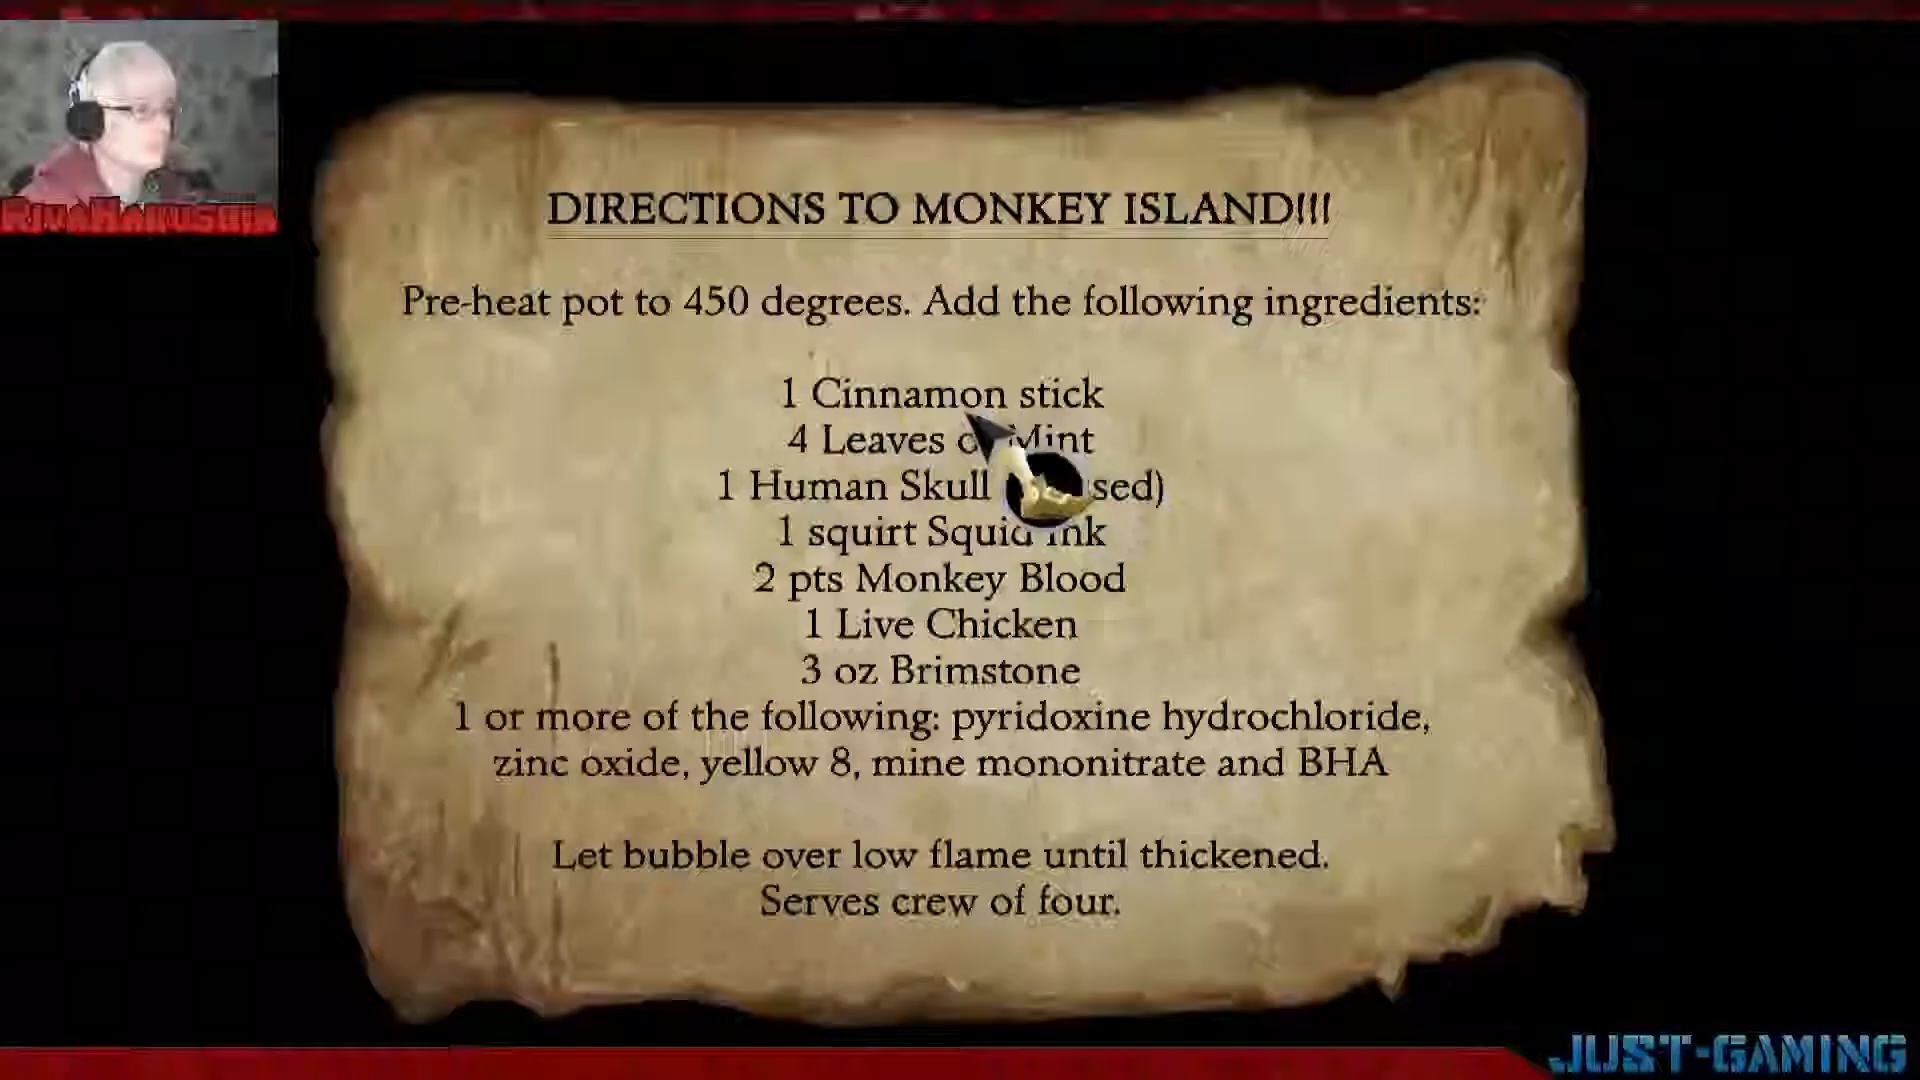 DIRECTIONS TO MONKEY ISLAND!!!
Pre-heat pot to 450 degrees. Add the following ingredients:
1 Cinnamon stick
4 Leaves Mint
1 Human Skull
1 squirt Squid Ink
2 pts Monkey Blood
1 Live Chicken
3 oz Brimstone
1 or more of the following: pyridoxine hydrochloride,
zinc oxide, yellow 8, mine mononitrate and BHA
Let bubble over low flame until thickened.
Serves crew of four.
JUST-GAMING